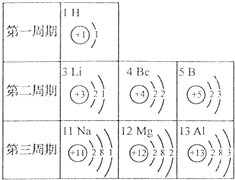 第一周期
1 H
+1 1
第二周期
3 Li
+3 2 1
4 Be
+4 2 2
5 B
+5 2 3
第三周期
11 Na
+11 2 8 1
12 Mg
+12 2 8 2
13 Al
+13 2 8 3